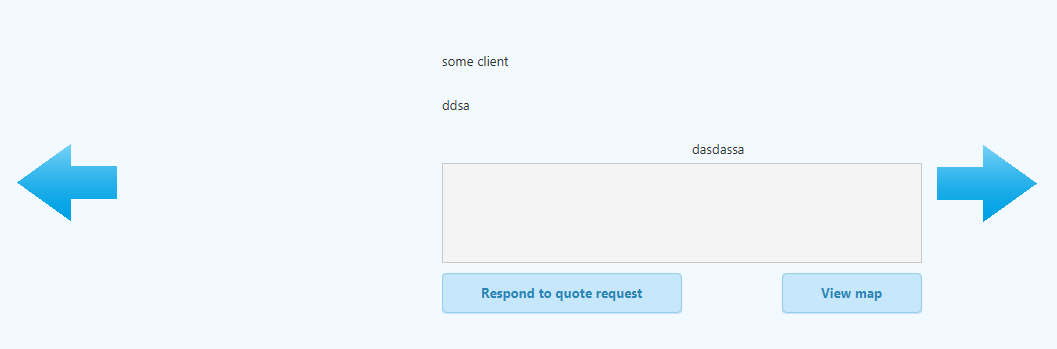 some client
ddsa
dasdassa
Respond to quote request
View map